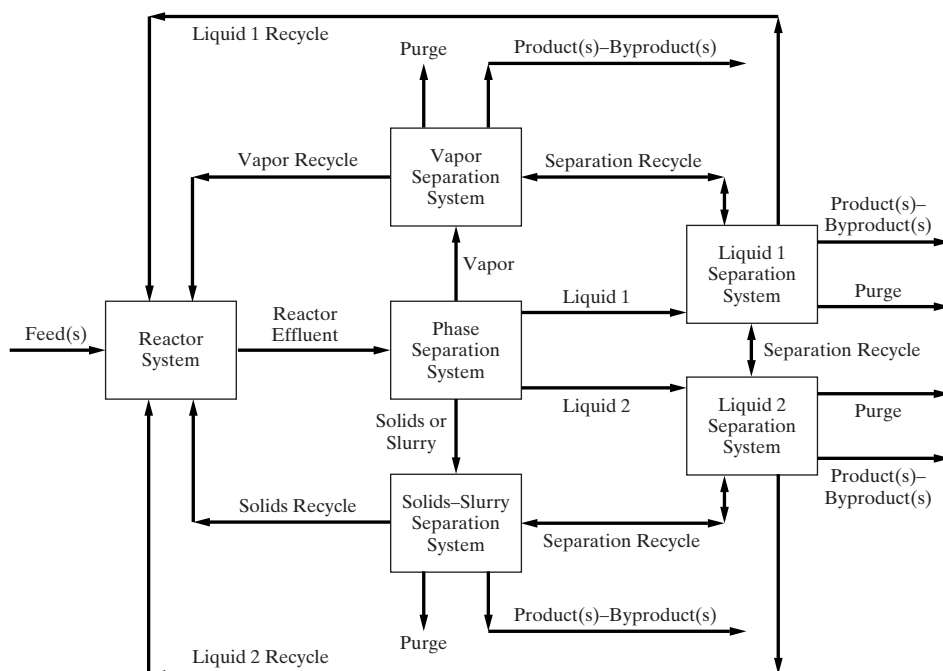 Liquid 1 Recycle
Purge
Product(s)–Byproduct(s)
Vapor Recycle
Vapor
Separation
System
Separation Recycle
Product(s)–
Byproduct(s)
Vapor
Liquid 1
Separation
System
Purge
Feed(s)
Reactor
System
Reactor
Effluent
Phase
Separation
System
Liquid 1
Separation Recycle
Liquid 2
Liquid 2
Separation
System
Purge
Product(s)–
Byproduct(s)
Solids or
Slurry
Solids Recycle
Solids–Slurry
Separation
System
Separation Recycle
Purge
Product(s)–Byproduct(s)
Liquid 2 Recycle